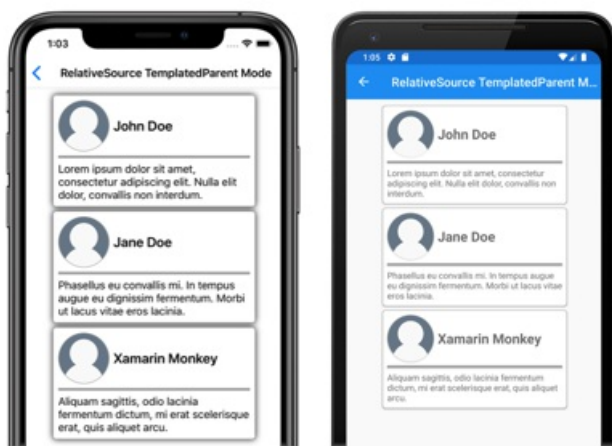 1:03
RelativeSource TemplatedParent Mode
John Doe
Lorem ipsum dolor sit amet,
consectetur adipiscing elit. Nulla elit
dolor, convallis non interdum.
Jane Doe
Phasellus eu convallis mi. In tempus
augue eu dignissim fermentum. Morbi
ut lacus vitae eros lacinia.
Xamarin Monkey
Aliquam sagittis, odio lacinia
fermentum dictum, mi erat scelerisque
erat, quis aliquet arcu.
1:05
RelativeSource TemplatedParent M...
John Doe
Lorem ipsum dolor sit amet, consectetur
adipiscing elit. Nulla elit dolor, convallis non
interdum.
Jane Doe
Phasellus eu convallis mi. In tempus augue
eu dignissim fermentum. Morbi ut lacus vitae
eros lacinia.
Xamarin Monkey
Aliquam sagittis, odio lacinia fermentum
dictum, mi erat scelerisque erat, quis aliquet
arcu.